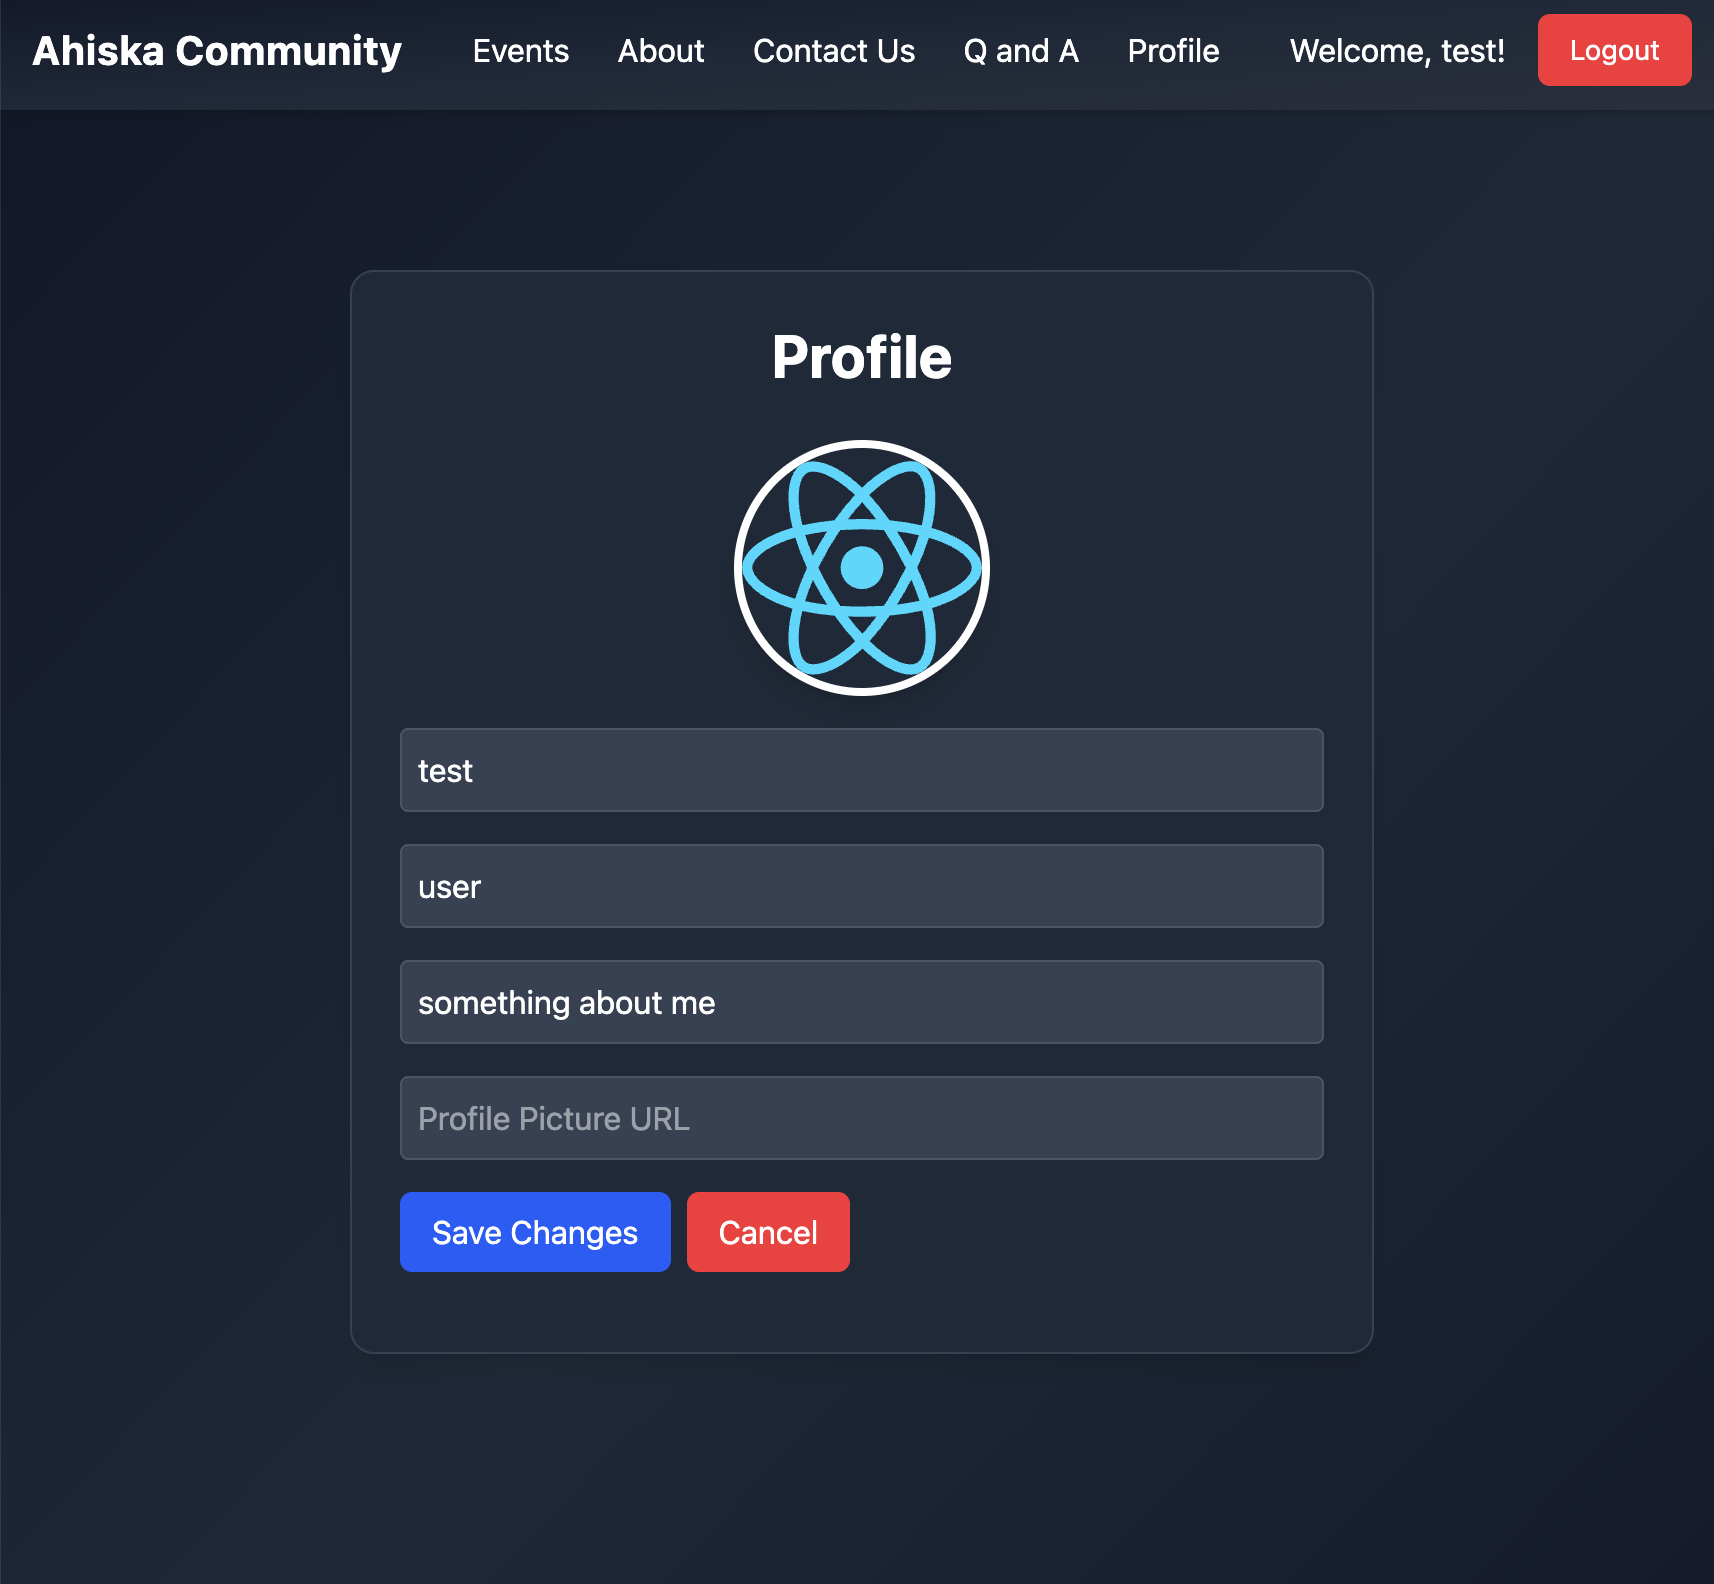 Ahiska Community Events About Contact Us Q and A Profile Welcome, test! Logout
Profile
test
user
something about me
Profile Picture URL
Save Changes Cancel